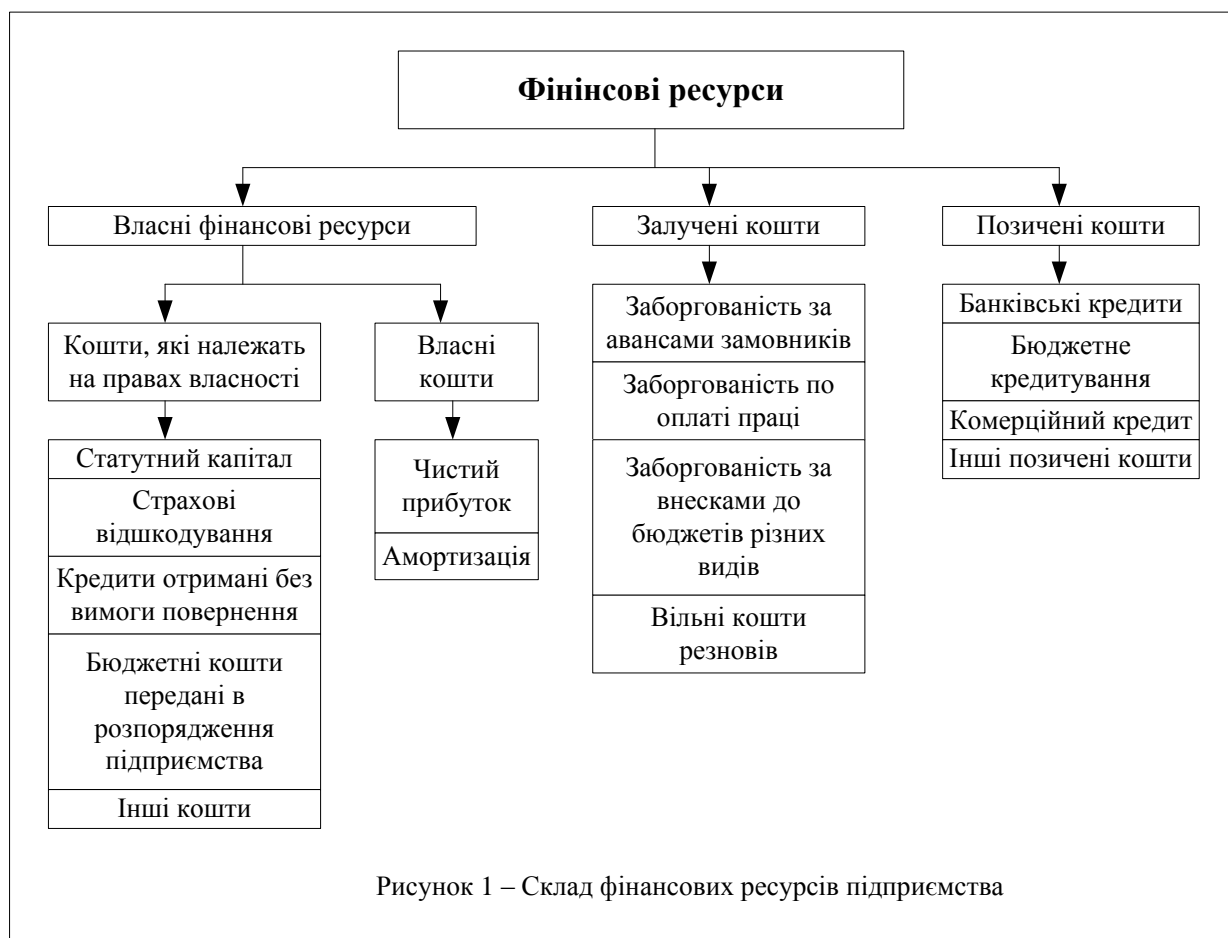 Фінінсові ресурси
Власні фінансові ресурси
Залучені кошти
Позичені кошти
Кошти, які належать
на правах власності
Власні
кошти
Статутний капітал
Страхові
відшкодування
Кредити отримані без
вимоги повернення
Бюджетні кошти
передані в
розпорядження
підприємства
Інші кошти
Чистий
прибуток
Амортизація
Заборгованість за
авансами замовників
Заборгованість по
оплаті праці
Заборгованість за
внесками до
бюджетів різних
видів
Вільні кошти
резновів
Банківські кредити
Бюджетне
кредитування
Комерційний кредит
Інші позичені кошти
Рисунок 1 – Склад фінансових ресурсів підприємства